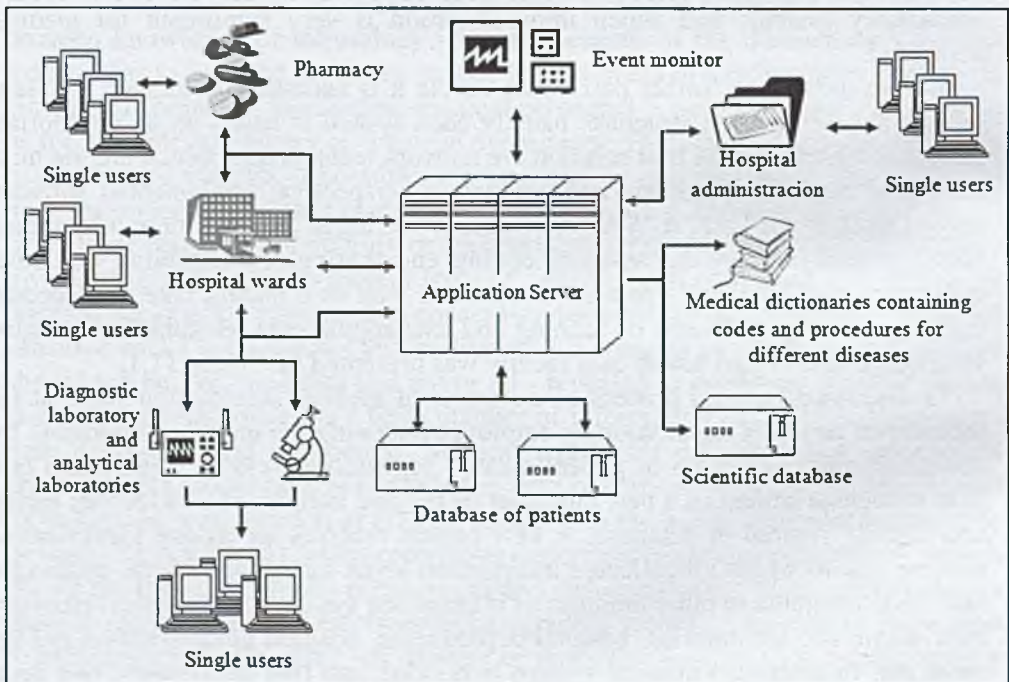 Pharmacy
Event monitor
Single users
Hospital
administracion
Single users
Hospital wards
Application Server
Single users
Medical dictionaries containing
codes and procedures for
different diseases
Diagnostic
laboratory
and
analytical
laboratories
Scientific database
Database of patients
Single users